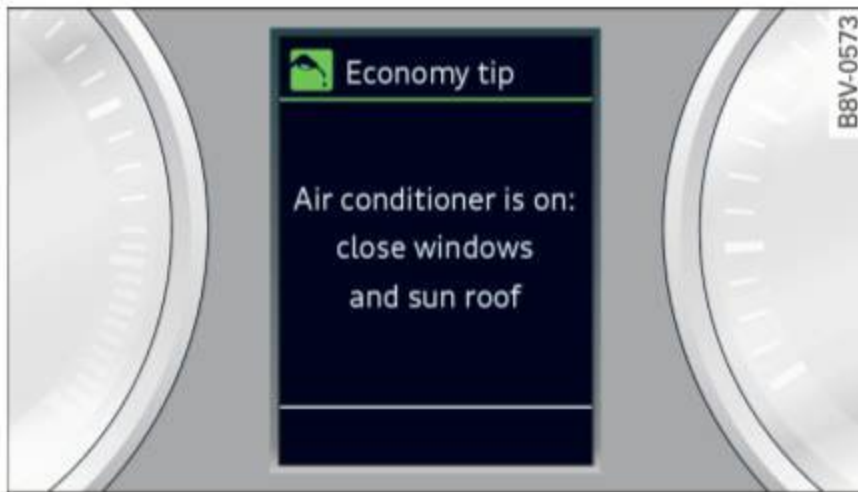 Economy tip
Air conditioner is on:
close windows
and sun roof
B8V-0573